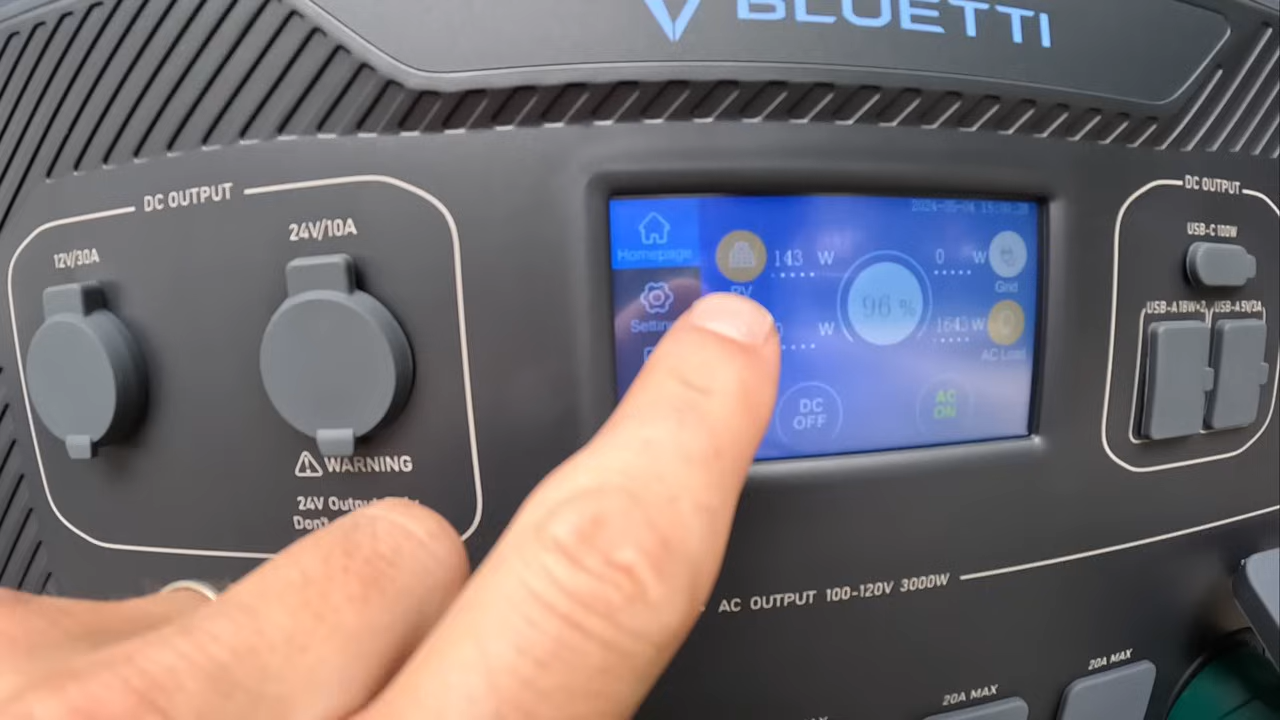 BLUETTI
DC OUTPUT
12V/30A
24V/10A
WARNING
24V Output
Don't
Homepage
143 W
PV
W
96 %
0 W
Grid
1643 W
AC Load
DC
OFF
AC
ON
DC OUTPUT
USB-C 100W
USB-A 18W×2
USB-A 5V/3A
AC OUTPUT 100-120V 3000W
20A MAX
20A MAX